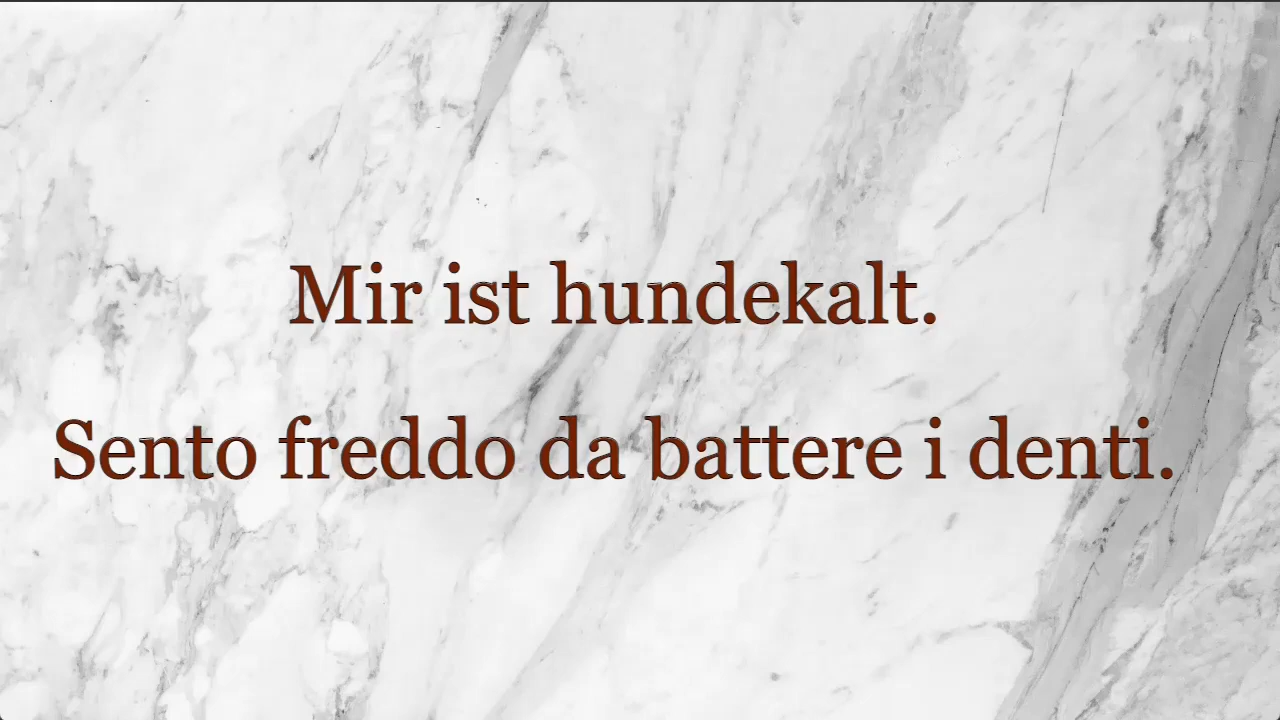 Mir ist hundekalt.
Sento freddo da battere i denti.